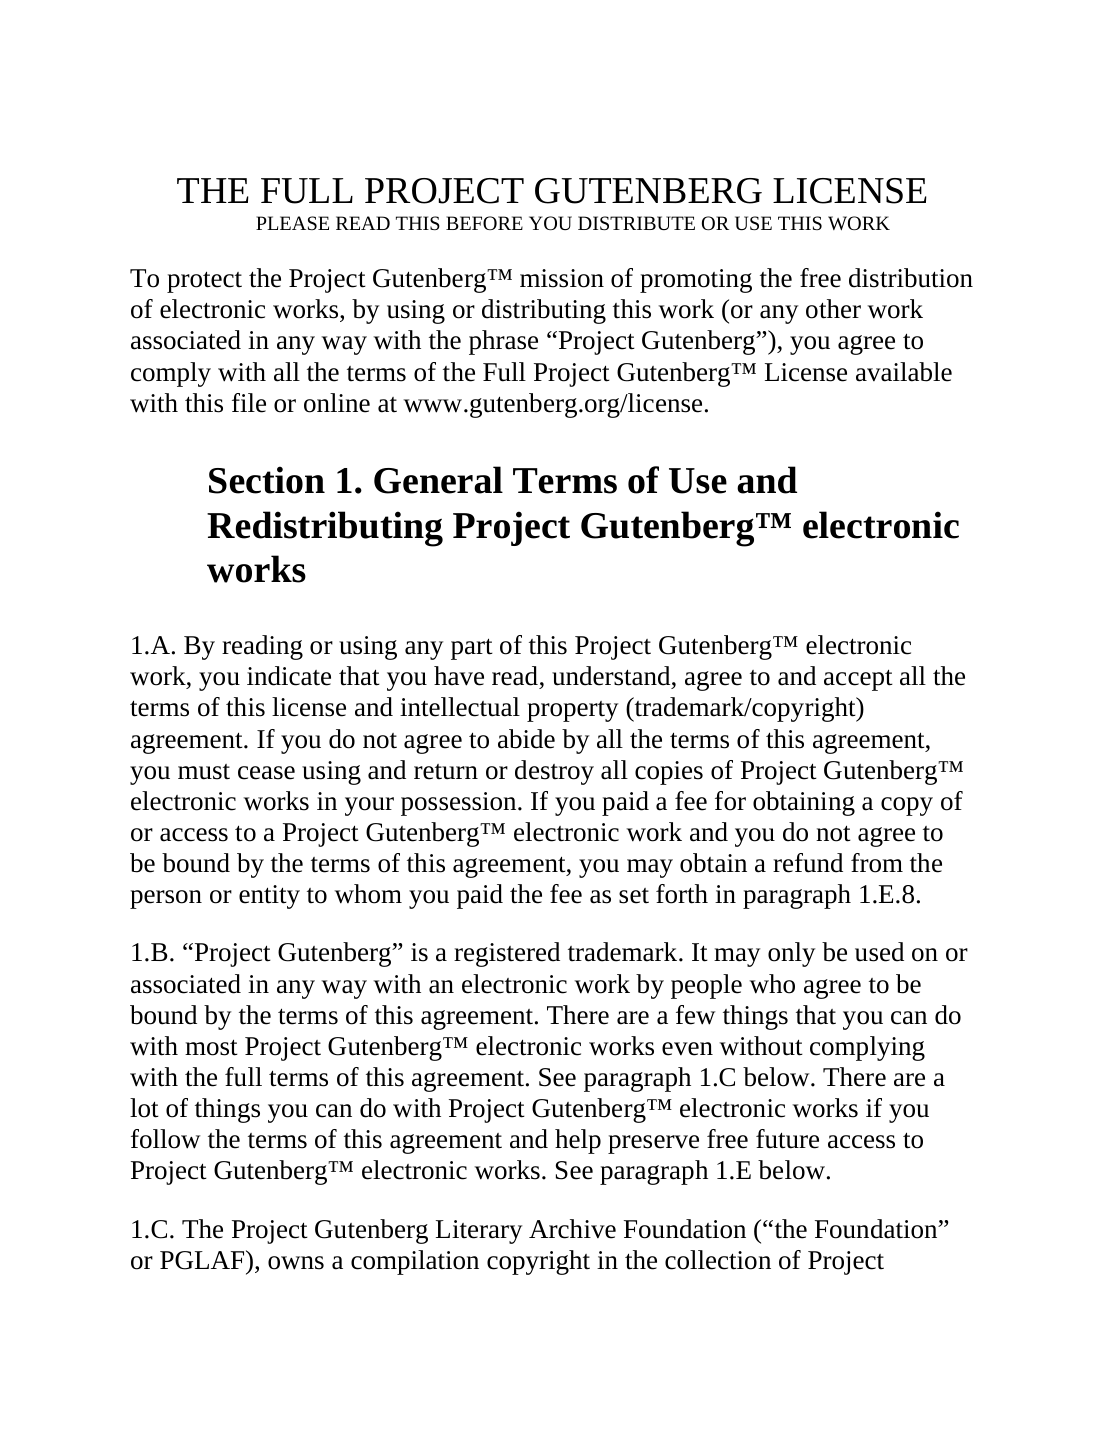 THE FULL PROJECT GUTENBERG LICENSE
PLEASE READ THIS BEFORE YOU DISTRIBUTE OR USE THIS WORK
To protect the Project Gutenberg™ mission of promoting the free distribution
of electronic works, by using or distributing this work (or any other work
associated in any way with the phrase “Project Gutenberg”), you agree to
comply with all the terms of the Full Project Gutenberg™ License available
with this file or online at www.gutenberg.org/license.
Section 1. General Terms of Use and
Redistributing Project Gutenberg™ electronic
works
1.A. By reading or using any part of this Project Gutenberg™ electronic
work, you indicate that you have read, understand, agree to and accept all the
terms of this license and intellectual property (trademark/copyright)
agreement. If you do not agree to abide by all the terms of this agreement,
you must cease using and return or destroy all copies of Project Gutenberg™
electronic works in your possession. If you paid a fee for obtaining a copy of
or access to a Project Gutenberg™ electronic work and you do not agree to
be bound by the terms of this agreement, you may obtain a refund from the
person or entity to whom you paid the fee as set forth in paragraph 1.E.8.
1.B. “Project Gutenberg” is a registered trademark. It may only be used on or
associated in any way with an electronic work by people who agree to be
bound by the terms of this agreement. There are a few things that you can do
with most Project Gutenberg™ electronic works even without complying
with the full terms of this agreement. See paragraph 1.C below. There are a
lot of things you can do with Project Gutenberg™ electronic works if you
follow the terms of this agreement and help preserve free future access to
Project Gutenberg™ electronic works. See paragraph 1.E below.
1.C. The Project Gutenberg Literary Archive Foundation (“the Foundation”
or PGLAF), owns a compilation copyright in the collection of Project